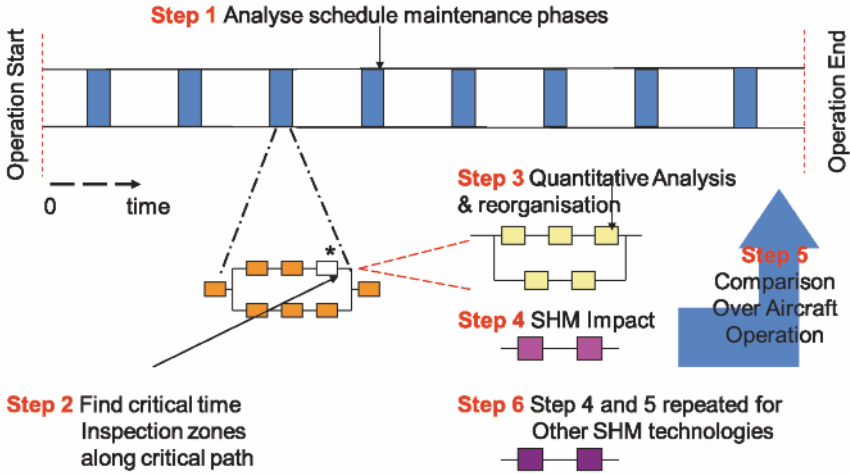 Step 1 Analyse schedule maintenance phases
Operation Start
Operation End
0 time
*
Step 3 Quantitative Analysis
& reorganisation
Step 5
Comparison
Over Aircraft
Operation
Step 4 SHM Impact
Step 2 Find critical time
Inspection zones
along critical path
Step 6 Step 4 and 5 repeated for
Other SHM technologies